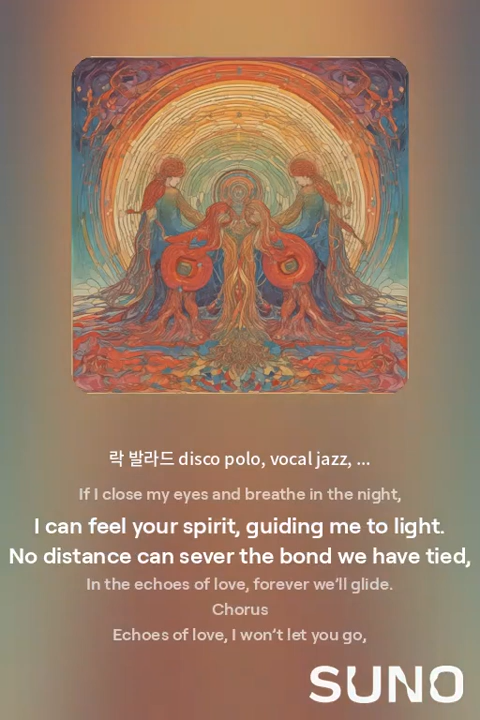 락 발라드 disco polo, vocal jazz, ...
If I close my eyes and breathe in the night,
I can feel your spirit, guiding me to light.
No distance can sever the bond we have tied,
In the echoes of love, forever we'll glide.
Chorus
Echoes of love, I won't let you go,
SUNO